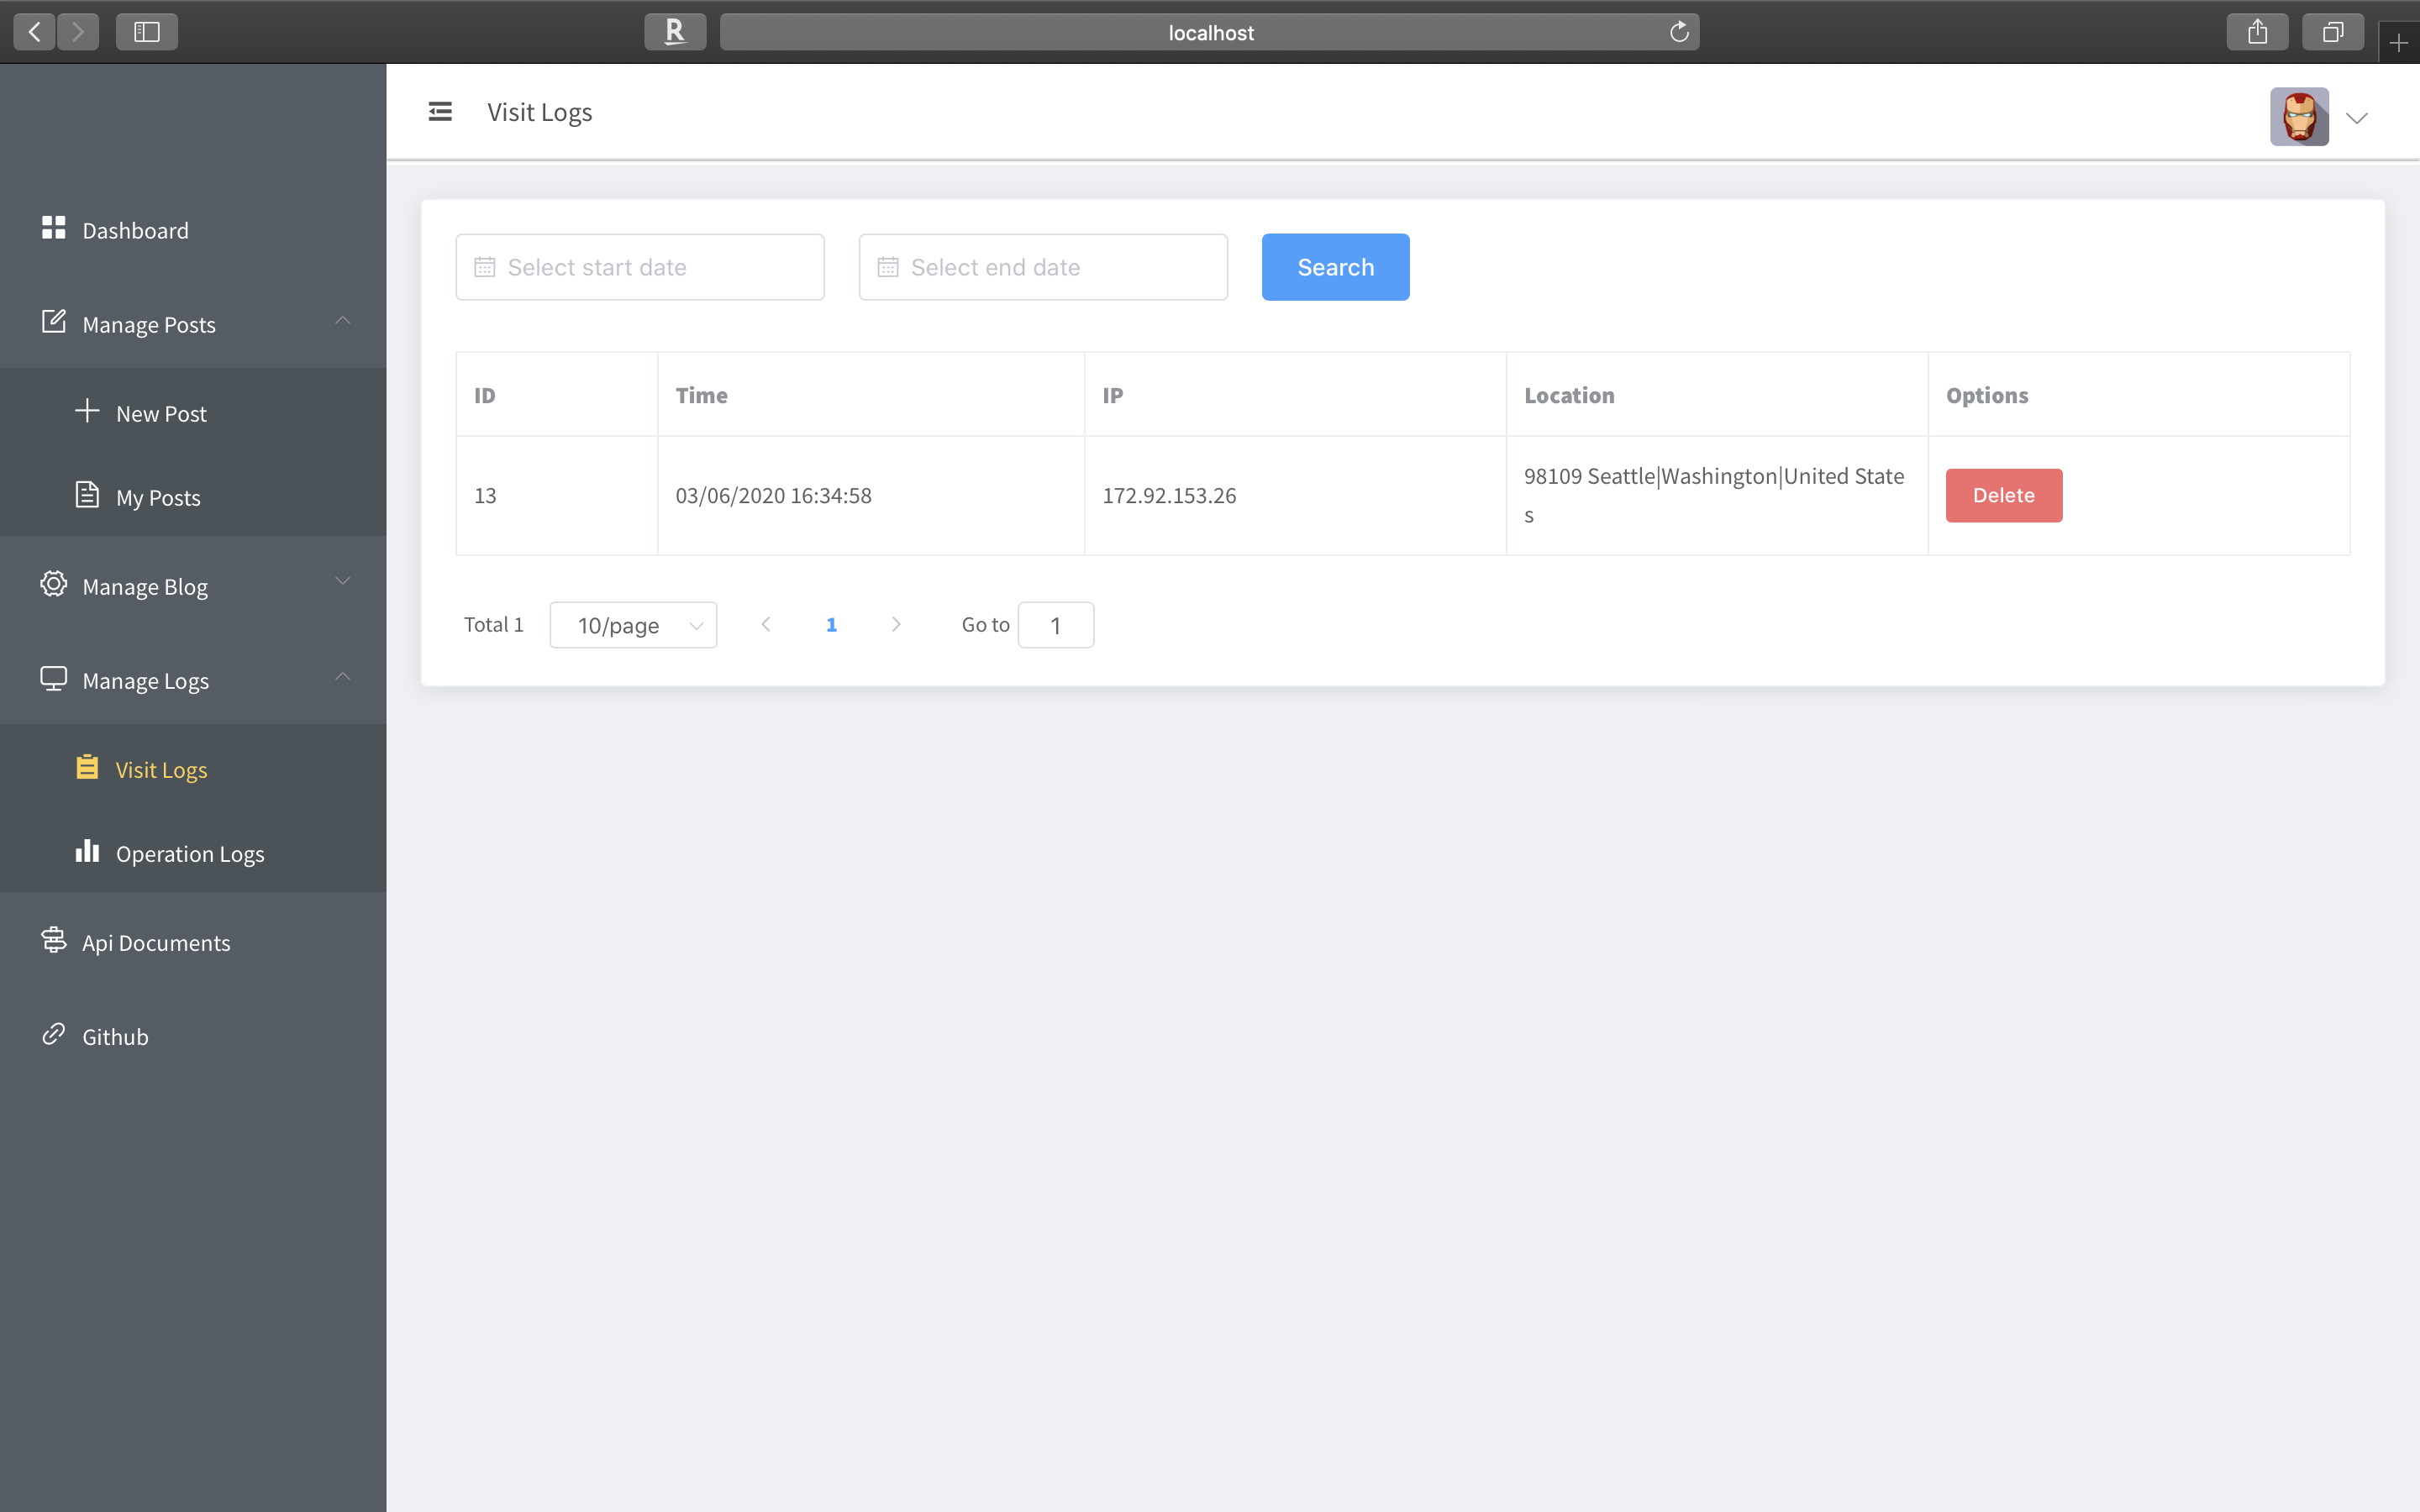 R
localhost
Visit Logs
Dashboard
Manage Posts
New Post
My Posts
Manage Blog
Manage Logs
Visit Logs
Operation Logs
Api Documents
Github
Select start date
Select end date
Search
ID
Time
IP
Location
Options
13
03/06/2020 16:34:58
172.92.153.26
98109 Seattle|Washington|United State
s
Delete
Total 1
10/page
1
Go to
1